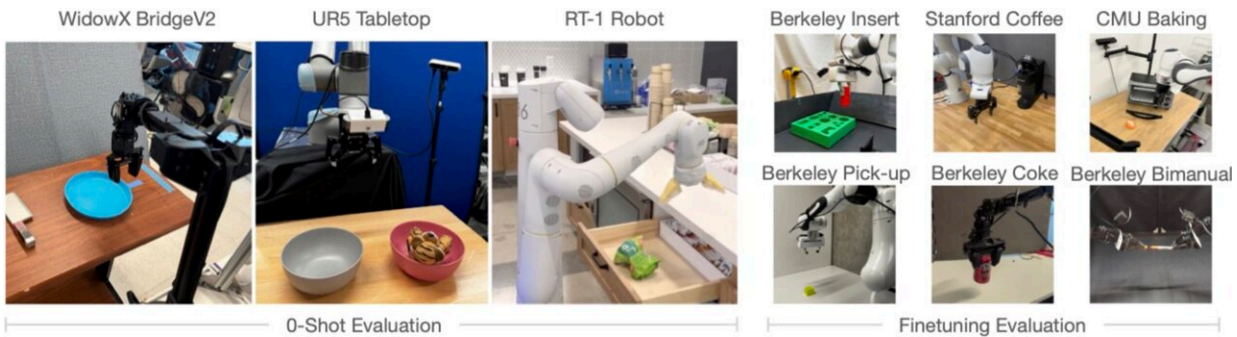 WidowX BridgeV2
UR5 Tabletop
RT-1 Robot
Berkeley Insert
Stanford Coffee
CMU Baking
Berkeley Pick-up
Berkeley Coke
Berkeley Bimanual
0-Shot Evaluation
Finetuning Evaluation